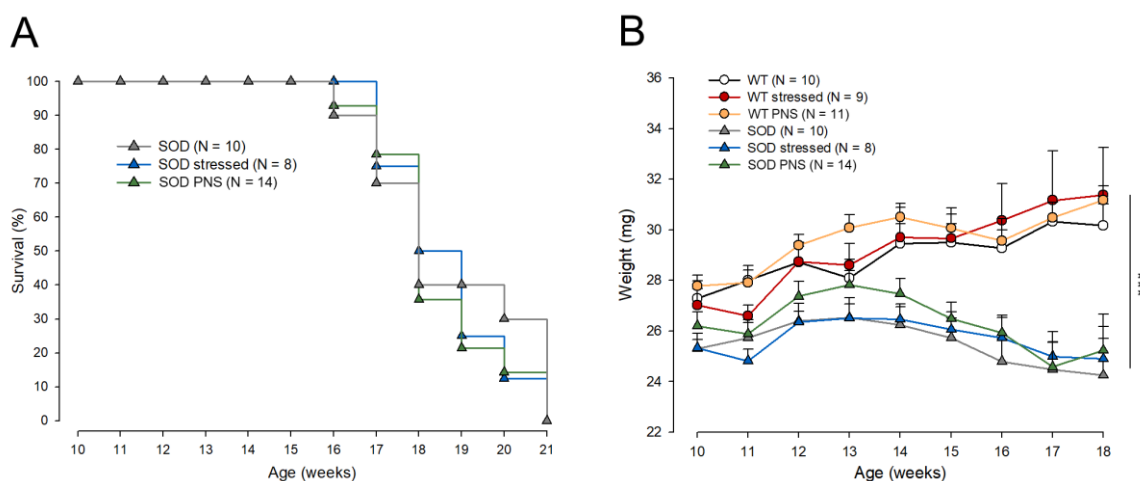 A
Survival (%)
100
90
80
70
60
50
40
30
20
10
0
SOD (N = 10)
SOD stressed (N = 8)
SOD PNS (N = 14)
10 11 12 13 14 15 16 17 18 19 20 21
Age (weeks)
B
Weight (mg)
36
34
32
30
28
26
24
22
WT (N = 10)
WT stressed (N = 9)
WT PNS (N = 11)
SOD (N = 10)
SOD stressed (N = 8)
SOD PNS (N = 14)
***
10 11 12 13 14 15 16 17 18
Age (weeks)